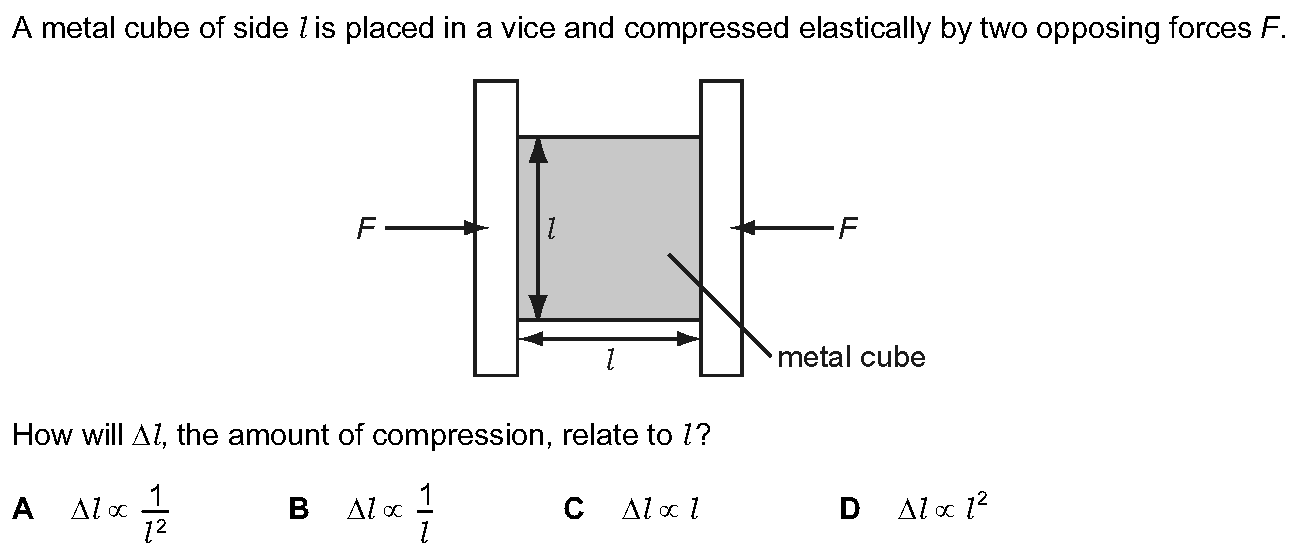 A metal cube of side l is placed in a vice and compressed elastically by two opposing forces F.
F
l
F
l
metal cube
How will Δl, the amount of compression, relate to l?
A Δl ∝ 1/l² B Δl ∝ 1/l C Δl ∝ l D Δl ∝ l²